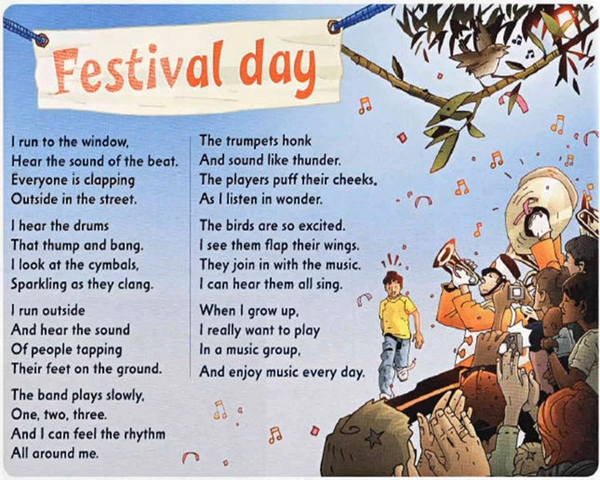 Festival day
I run to the window,
Hear the sound of the beat.
Everyone is clapping
Outside in the street.
I hear the drums
That thump and bang.
I look at the cymbals,
Sparkling as they clang.
I run outside
And hear the sound
Of people tapping
Their feet on the ground.
The band plays slowly,
One, two, three.
And I can feel the rhythm
All around me.
The trumpets honk
And sound like thunder.
The players puff their cheeks.
As I listen in wonder.
The birds are so excited.
I see them flap their wings.
They join in with the music.
I can hear them all sing.
When I grow up,
I really want to play
In a music group,
And enjoy music every day.